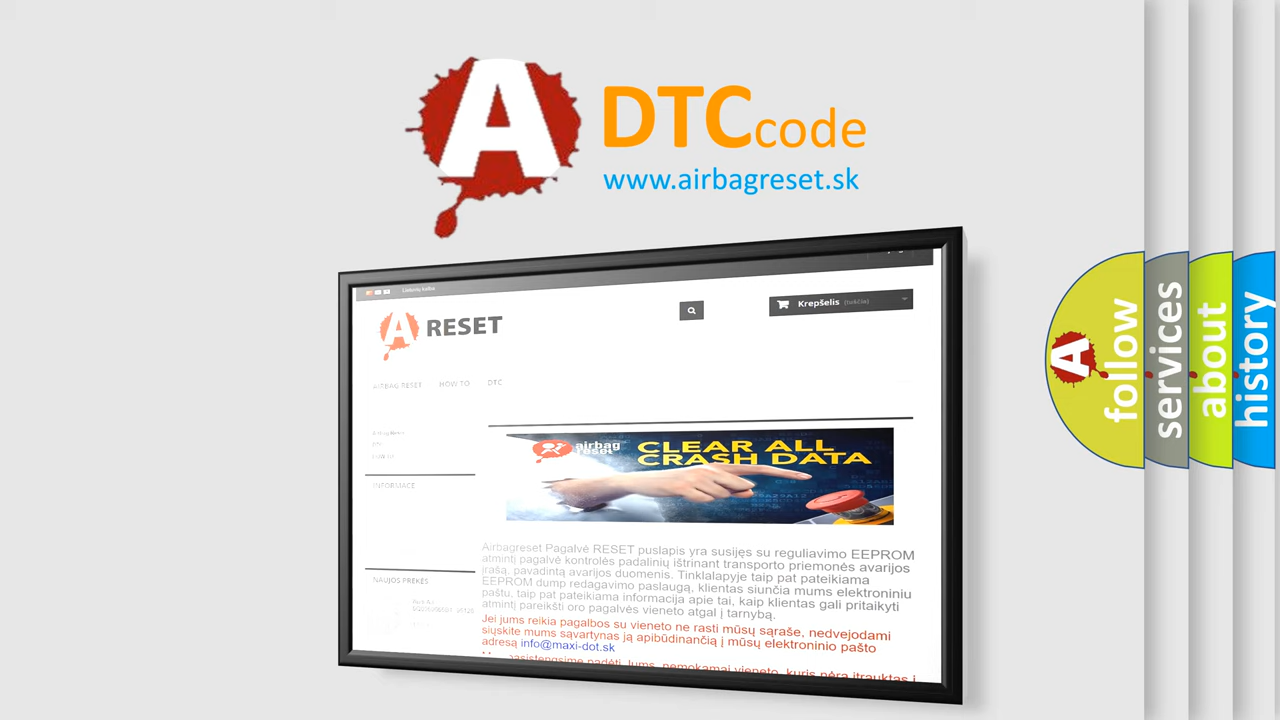 A
DTCcode
www.airbagreset.sk
Lietuvių kalba
A RESET
Krepšelis (tuščia)
AIRBAG RESET HOW TO DTC
INFORMACE
NAUJOS PREKĖS
airbag
reset
CLEAR ALL
CRASH DATA
Airbagreset Pagalvė RESET puslapis yra susijęs su reguliavimo EEPROM
atmintį pagalvė kontrolės padalinių ištrinant transporto priemonės avarijos
irašą, pavadintą avarijos duomenis. Tinklalapyje taip pat pateikiama
EEPROM dump redagavimo paslaugą, klientas siunčia mums elektroniniu
paštu, taip pat pateikiama informacija apie tai, kaip klientas gali pritaikyti
atmintį pareikšti oro pagalvės vieneto atgal į tarnybą.
Jei jums reikia pagalbos su vieneto ne rasti mūsų sąraše, nedvejodami
siųskite mums sąvartynas ją apibūdinančią į mūsų elektroninio pašto
adresą info@maxi-dot.sk
A
follow
services
about
history